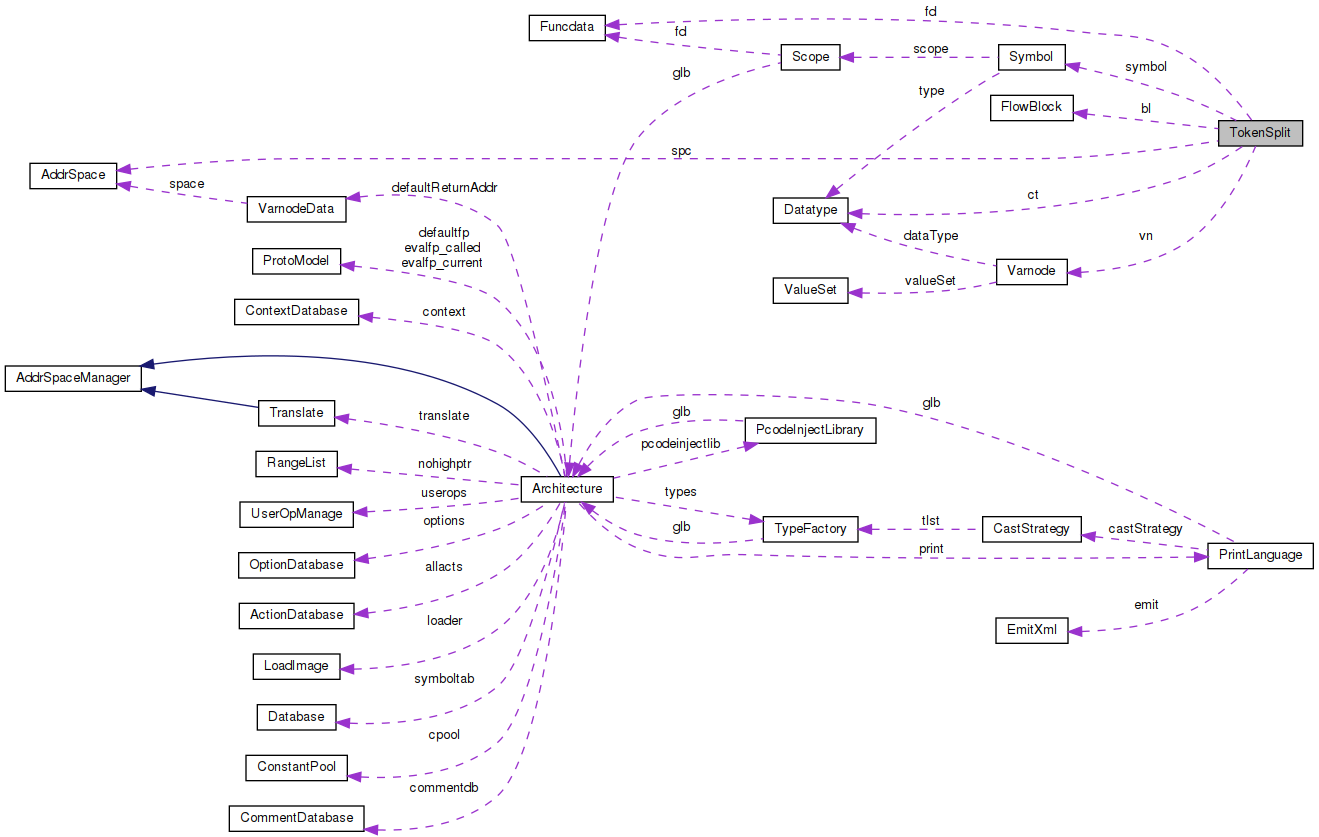 fd
Funcdata
fd
Scope
scope
Symbol
symbol
glb
type
FlowBlock
bl
TokenSplit
spc
AddrSpace
space
VarnodeData
defaultReturnAddr
Datatype
ct
defaultfp
evalfp_called
evalfp_current
ProtoModel
dataType
vn
Varnode
ValueSet
valueSet
ContextDatabase
context
AddrSpaceManager
Translate
translate
glb
glb
PcodeInjectLibrary
pcodeinjectlib
RangeList
nohighptr
Architecture
types
userops
UserOpManage
options
glb
TypeFactory
tlst
CastStrategy
castStrategy
print
PrintLanguage
OptionDatabase
allacts
ActionDatabase
loader
emit
EmitXml
LoadImage
symboltab
Database
cpool
ConstantPool
commentdb
CommentDatabase